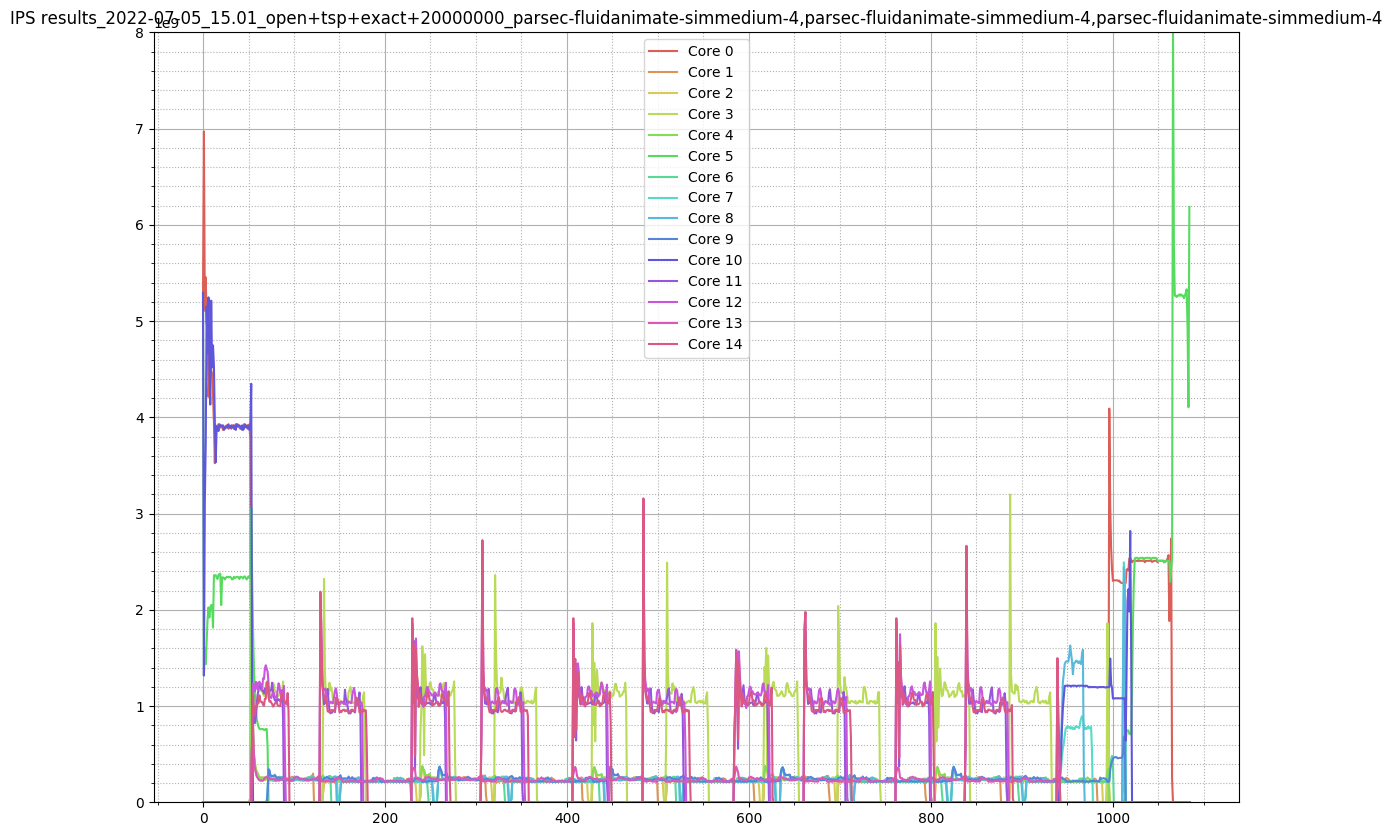 IPS results_2022-07-05_15.01_open+tsp+exact+20000000_parsec-fluidanimate-simmedium-4,parsec-fluidanimate-simmedium-4,parsec-fluidanimate-simmedium-4
1e9
8
7
6
5
4
3
2
1
0
Core 0
Core 1
Core 2
Core 3
Core 4
Core 5
Core 6
Core 7
Core 8
Core 9
Core 10
Core 11
Core 12
Core 13
Core 14
0
200
400
600
800
1000